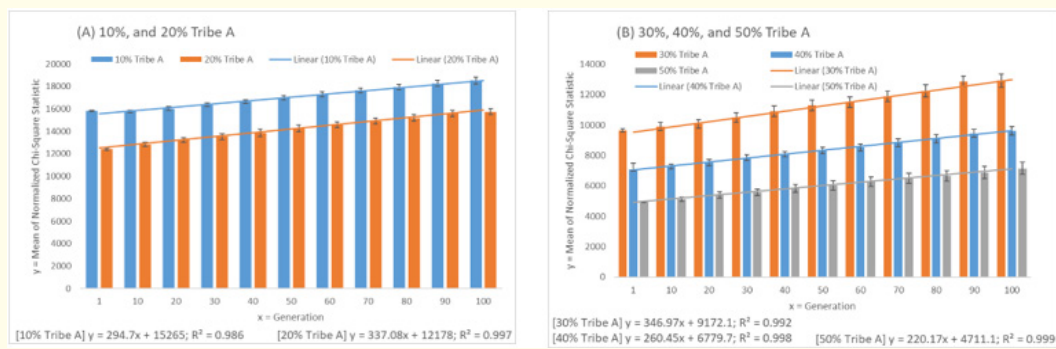 (A) 10%, and 20% Tribe A
10% Tribe A
20% Tribe A
Linear (10% Tribe A)
Linear (20% Tribe A)
y = Mean of Normalized Chi-Square Statistic
20000
18000
16000
14000
12000
10000
8000
6000
4000
2000
0
1 10 20 30 40 50 60 70 80 90 100
x = Generation
[10% Tribe A] y = 294.7x + 15265; R² = 0.986
[20% Tribe A] y = 337.08x + 12178; R² = 0.997
(B) 30%, 40%, and 50% Tribe A
30% Tribe A
40% Tribe A
50% Tribe A
Linear (30% Tribe A)
Linear (40% Tribe A)
Linear (50% Tribe A)
y = Mean of Normalized Chi-Square Statistic
14000
12000
10000
8000
6000
4000
2000
0
1 10 20 30 40 50 60 70 80 90 100
x = Generation
[30% Tribe A] y = 346.97x + 9172.1; R² = 0.992
[40% Tribe A] y = 260.45x + 6779.7; R² = 0.998
[50% Tribe A] y = 220.17x + 4711.1; R² = 0.999